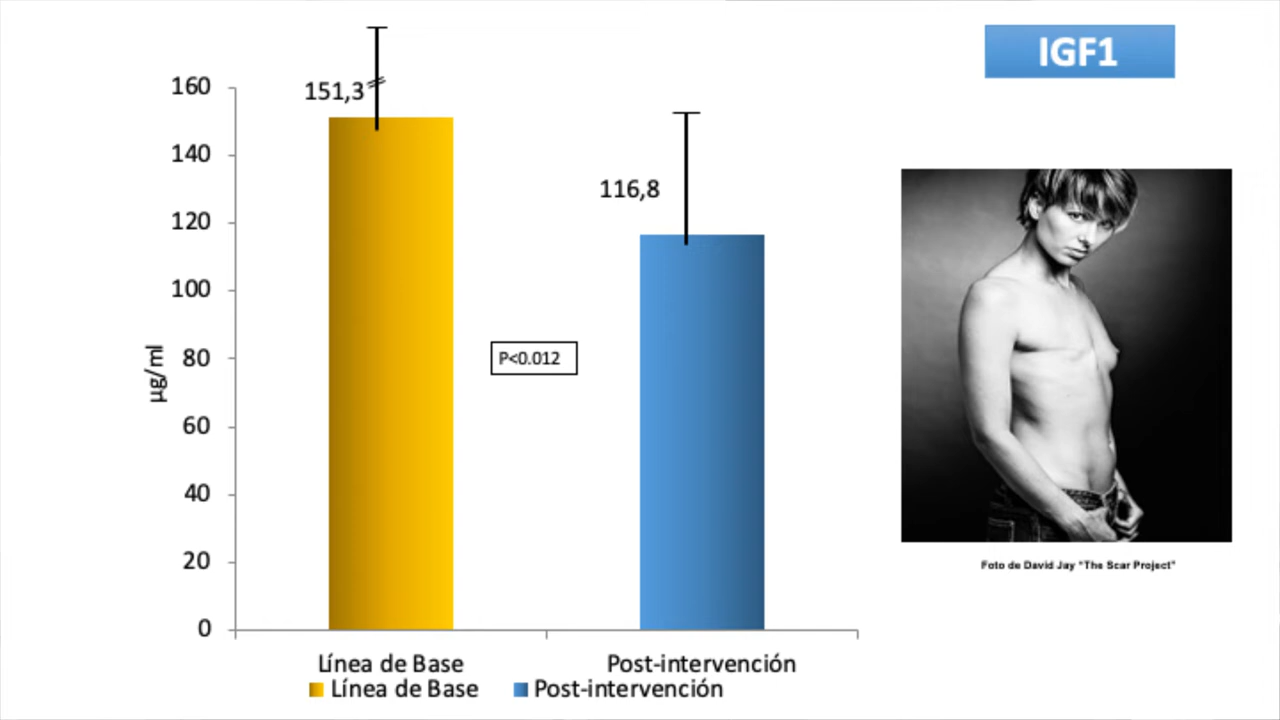 IGF1
160
151,3
140
116,8
120
100
µg/ml
80
P<0.012
60
40
20
0
Línea de Base
Post-intervención
Línea de Base
Post-intervención
Foto de David Jay "The Scar Project"